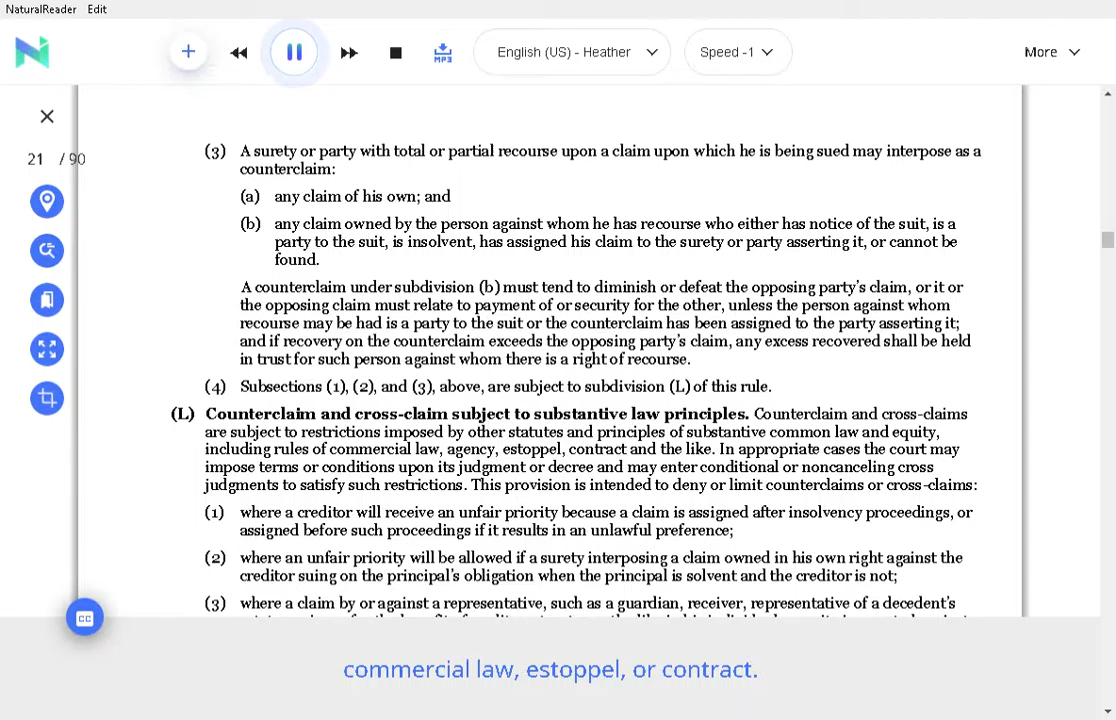 NaturalReader Edit
English (US) - Heather
Speed -1
More
21 / 90
(3) A surety or party with total or partial recourse upon a claim upon which he is being sued may interpose as a
counterclaim:
(a) any claim of his own; and
(b) any claim owned by the person against whom he has recourse who either has notice of the suit, is a
party to the suit, is insolvent, has assigned his claim to the surety or party asserting it, or cannot be
found.
A counterclaim under subdivision (b) must tend to diminish or defeat the opposing party's claim, or it or
the opposing claim must relate to payment of or security for the other, unless the person against whom
recourse may be had is a party to the suit or the counterclaim has been assigned to the party asserting it;
and if recovery on the counterclaim exceeds the opposing party's claim, any excess recovered shall be held
in trust for such person against whom there is a right of recourse.
(4) Subsections (1), (2), and (3), above, are subject to subdivision (L) of this rule.
(L) Counterclaim and cross-claim subject to substantive law principles. Counterclaim and cross-claims
are subject to restrictions imposed by other statutes and principles of substantive common law and equity,
including rules of commercial law, agency, estoppel, contract and the like. In appropriate cases the court may
impose terms or conditions upon its judgment or decree and may enter conditional or noncanceling cross
judgments to satisfy such restrictions. This provision is intended to deny or limit counterclaims or cross-claims:
(1) where a creditor will receive an unfair priority because a claim is assigned after insolvency proceedings, or
assigned before such proceedings if it results in an unlawful preference;
(2) where an unfair priority will be allowed if a surety interposing a claim owned in his own right against the
creditor suing on the principal's obligation when the principal is solvent and the creditor is not;
(3) where a claim by or against a representative, such as a guardian, receiver, representative of a decedent's
commercial law, estoppel, or contract.
MP3
CC